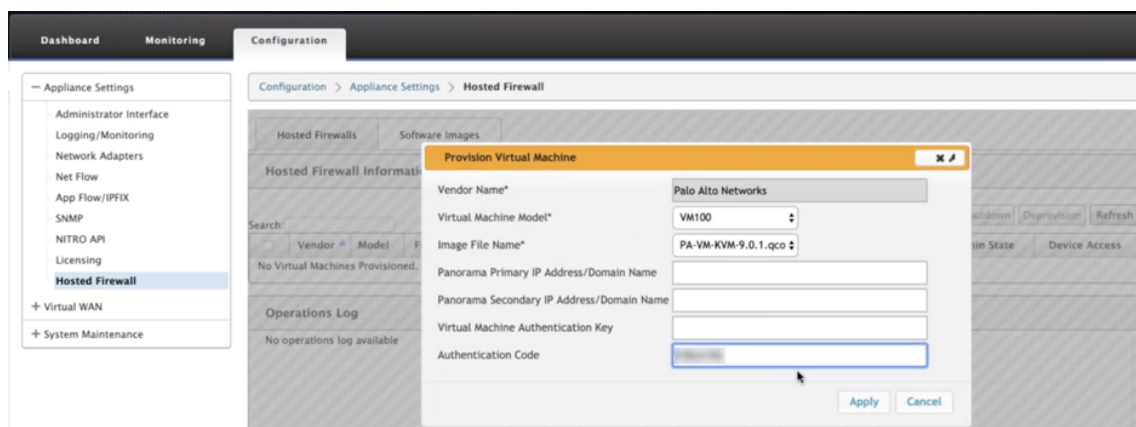 Dashboard Monitoring Configuration
Appliance Settings
Administrator Interface
Logging/Monitoring
Network Adapters
Net Flow
App Flow/IPFIX
SNMP
NITRO API
Licensing
Hosted Firewall
+ Virtual WAN
+ System Maintenance
Configuration > Appliance Settings > Hosted Firewall
Hosted Firewalls Software Images
Hosted Firewall
Search:
Vendor Model
No Virtual Machines Provisioned.
Operations Log
No operations log available
Deprovision Refresh
State Device Access
Provision Virtual Machine
Vendor Name* Palo Alto Networks
Virtual Machine Model* VM100
Image File Name* PA-VM-KVM-9.0.1.qco
Panorama Primary IP Address/Domain Name
Panorama Secondary IP Address/Domain Name
Virtual Machine Authentication Key
Authentication Code
Apply Cancel